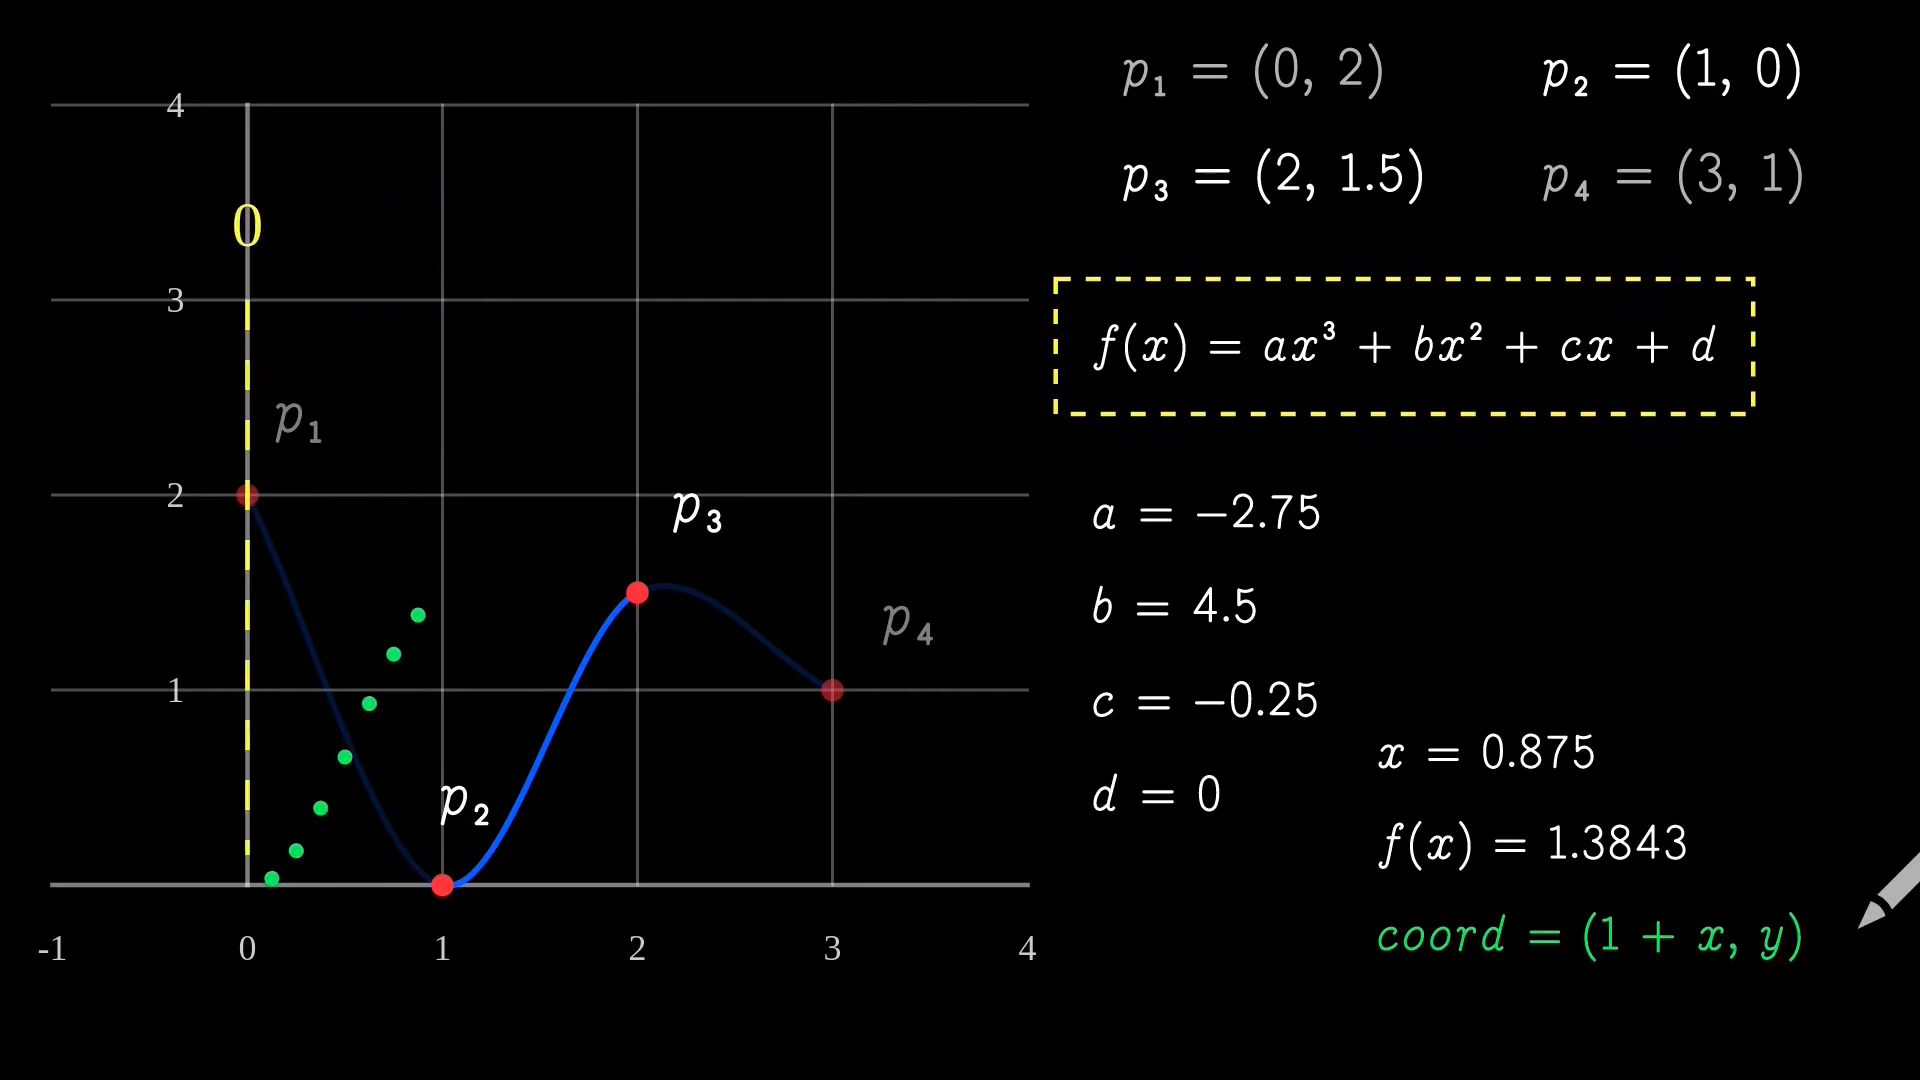 p₁ = (0, 2)
p₂ = (1, 0)
p₃ = (2, 1.5)
p₄ = (3, 1)
f(x) = ax³ + bx² + cx + d
a = −2.75
b = 4.5
c = −0.25
d = 0
x = 0.875
f(x) = 1.3843
coord = (1 + x, y)
4
0
3
p₁
2
p₃
p₄
1
p₂
-1 0 1 2 3 4